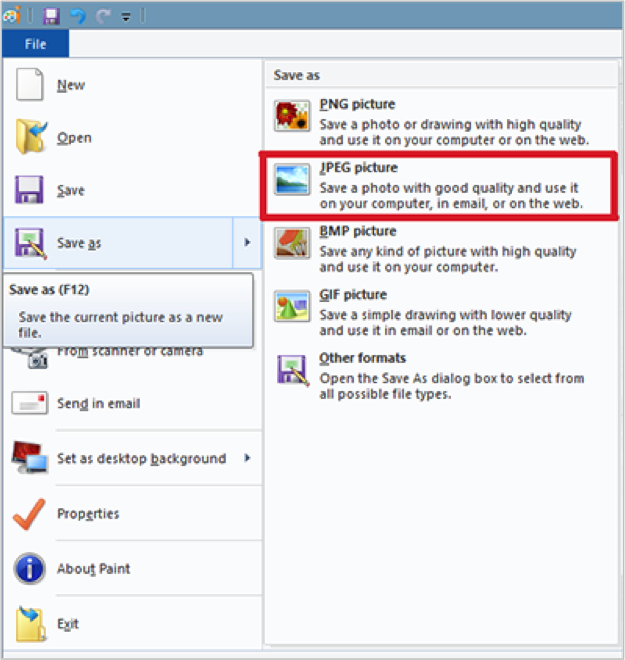 File
New
Open
Save
Save as
Save as (F12)
Save the current picture as a new
file.
From scanner or camera
Send in email
Set as desktop background
Properties
About Paint
Exit
Save as
PNG picture
Save a photo or drawing with high quality
and use it on your computer or on the web.
JPEG picture
Save a photo with good quality and use it
on your computer, in email, or on the web.
BMP picture
Save any kind of picture with high quality
and use it on your computer.
GIF picture
Save a simple drawing with lower quality
and use it in email or on the web.
Other formats
Open the Save As dialog box to select from
all possible file types.